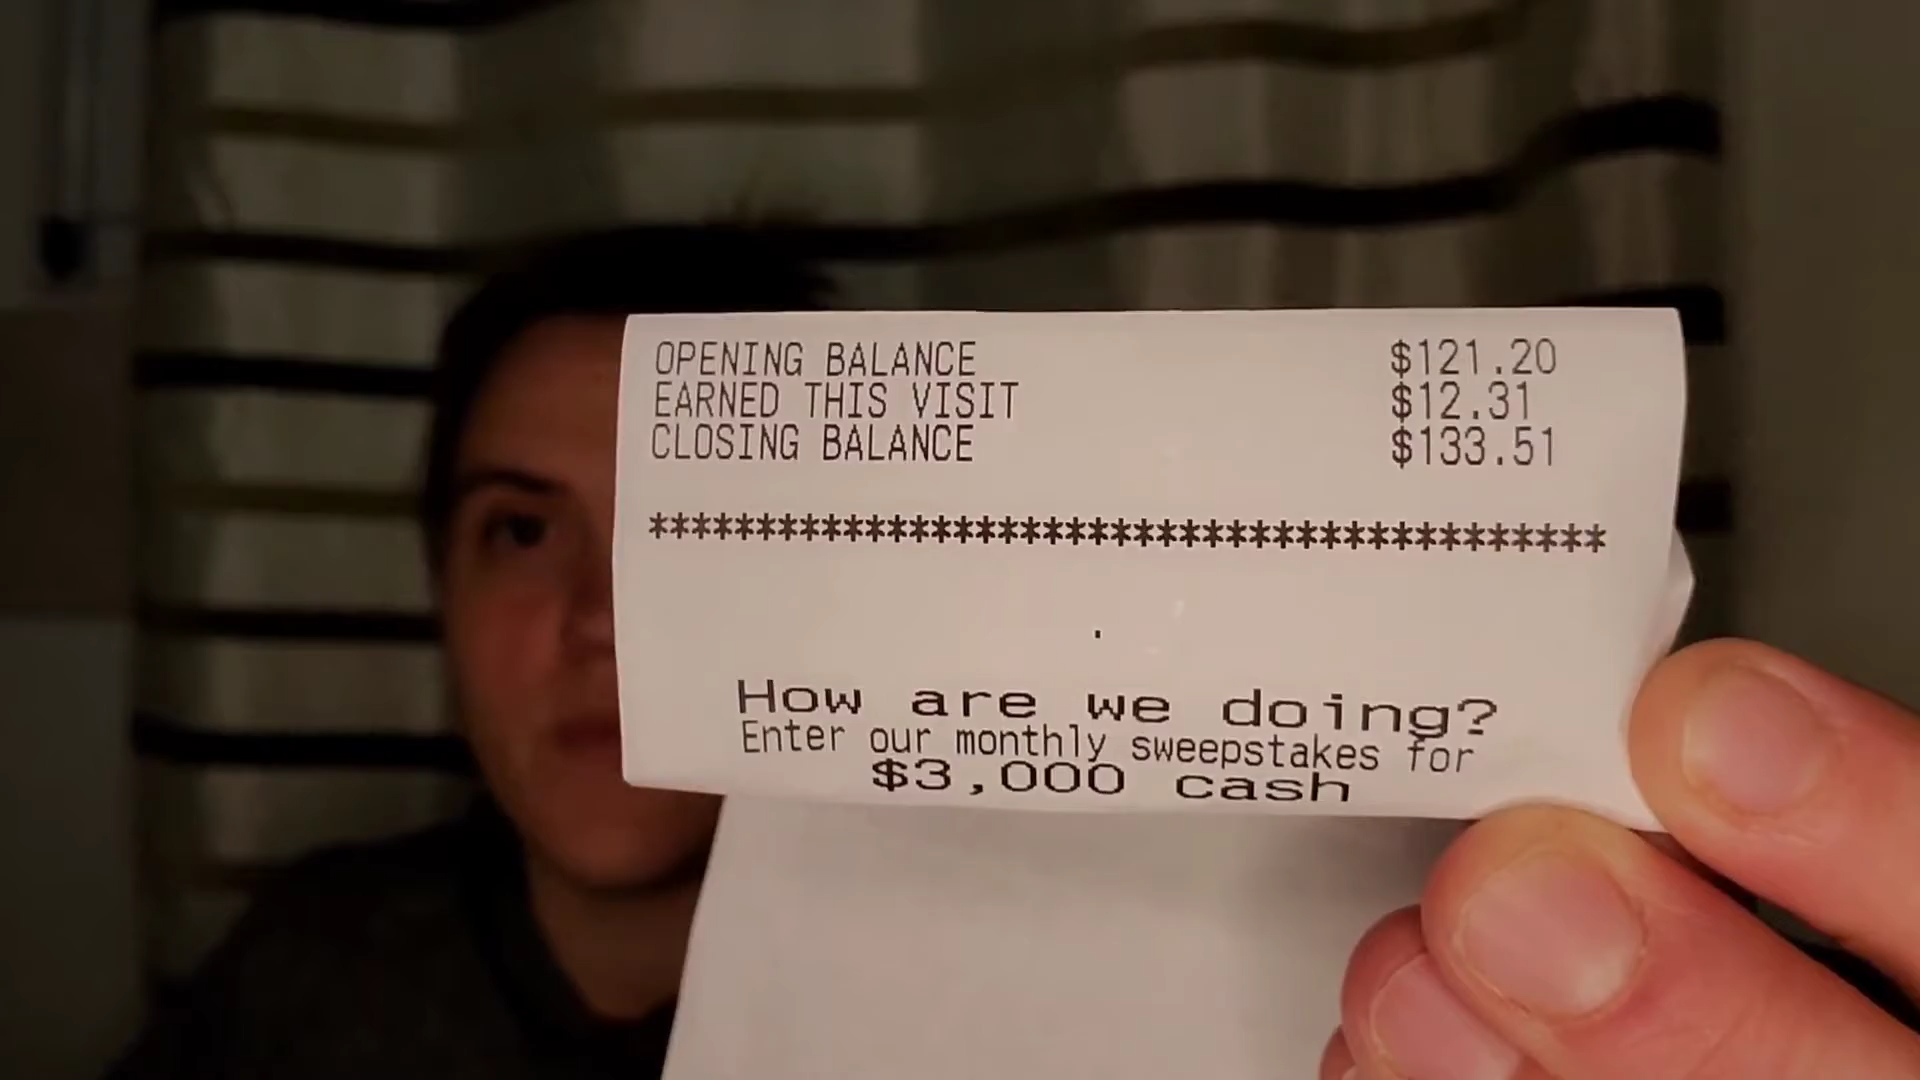 OPENING BALANCE $121.20
EARNED THIS VISIT $12.31
CLOSING BALANCE $133.51
********************************************
.
How are we doing?
Enter our monthly sweepstakes for
$3,000 cash